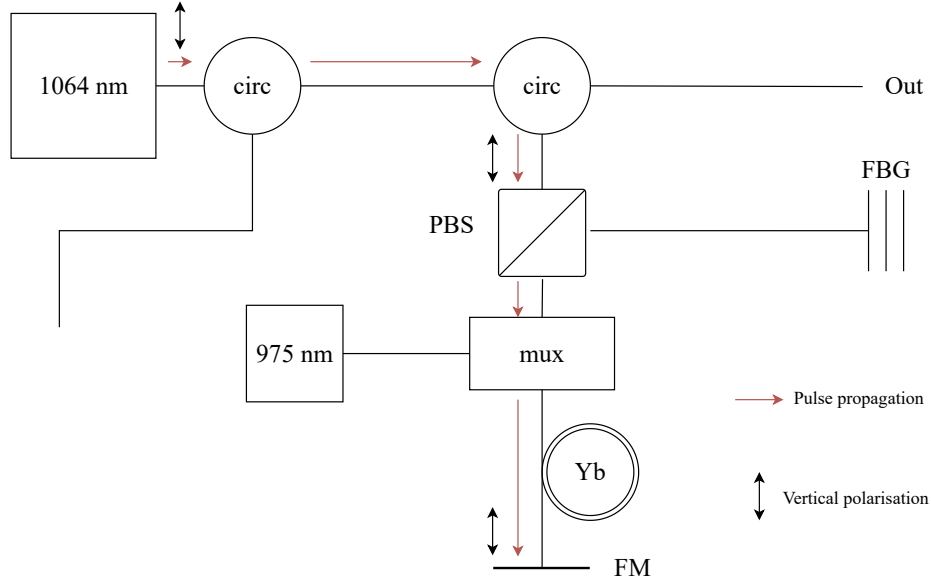 1064 nm
circ
circ
Out
FBG
PBS
975 nm
mux
Pulse propagation
Yb
Vertical polarisation
FM